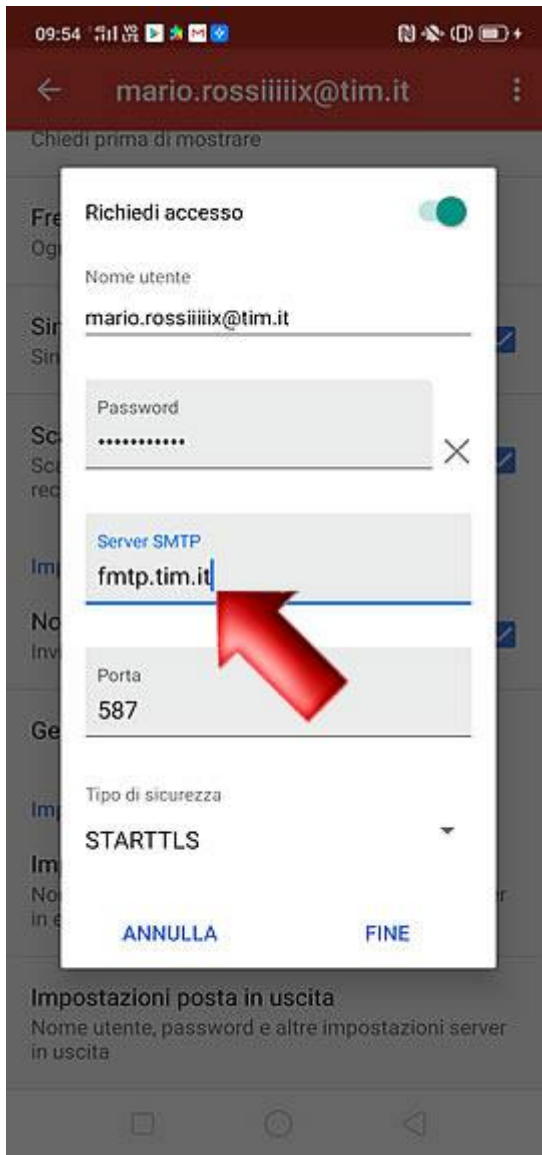 09:54
mario.rossiiiiix@tim.it
Chiedi prima di mostrare
Richiedi accesso
Nome utente
mario.rossiiiiix@tim.it
Password
•••••••••••
Server SMTP
fmtp.tim.it
Porta
587
Tipo di sicurezza
STARTTLS
ANNULLA FINE
Impostazioni posta in uscita
Nome utente, password e altre impostazioni server
in uscita